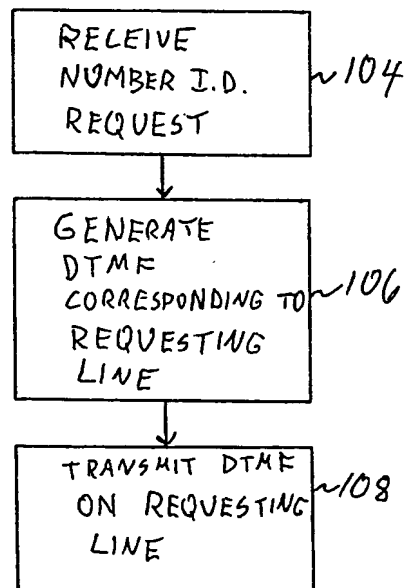 RECEIVE
NUMBER I.D.
REQUEST
~104
GENERATE
DTMF
CORRESPONDING TO
REQUESTING
LINE
~106
TRANSMIT DTMF
ON REQUESTING
LINE
~108